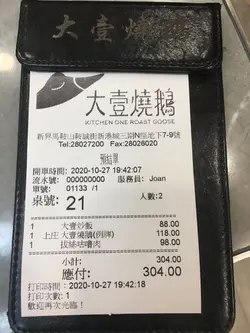 大壹燒鵝
大壹燒鵝
KITCHEN ONE ROAST GOOSE
新界馬鞍山鞍誠街新港城三期N座地下7-9號
Tel:28027200 Fax:28026020
預結單
開單時間: 2020-10-27 19:42:07
流水號: 服務員: Joan
單號: 01133 /1
桌號: 21 人數:2
1 大壹炒飯 88.00
1 上庄 大壹燒鵝(例牌) 118.00
1 拔絲咕嚕肉 98.00
小計: 304.00
應付: 304.00
打印時間: 2020-10-27 19:42:18
打印次數: 1
歡迎再次光臨!